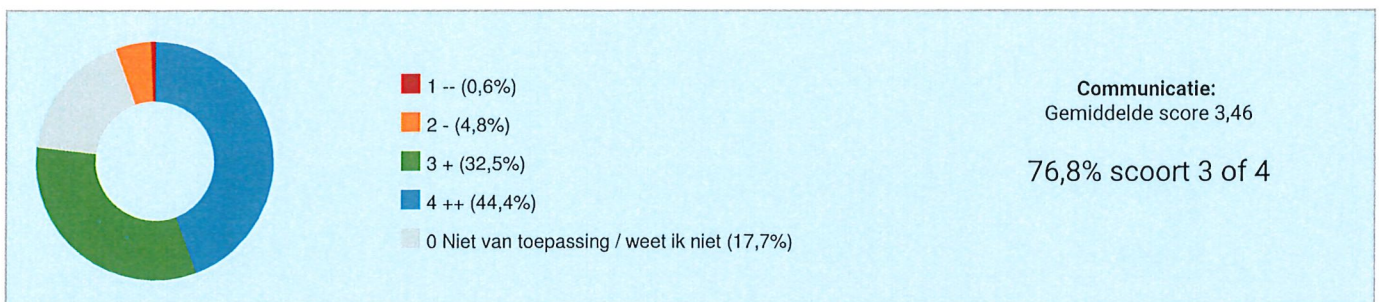 1 -- (0,6%)
2 - (4,8%)
3 + (32,5%)
4 ++ (44,4%)
0 Niet van toepassing / weet ik niet (17,7%)
Communicatie:
Gemiddelde score 3,46
76,8% scoort 3 of 4